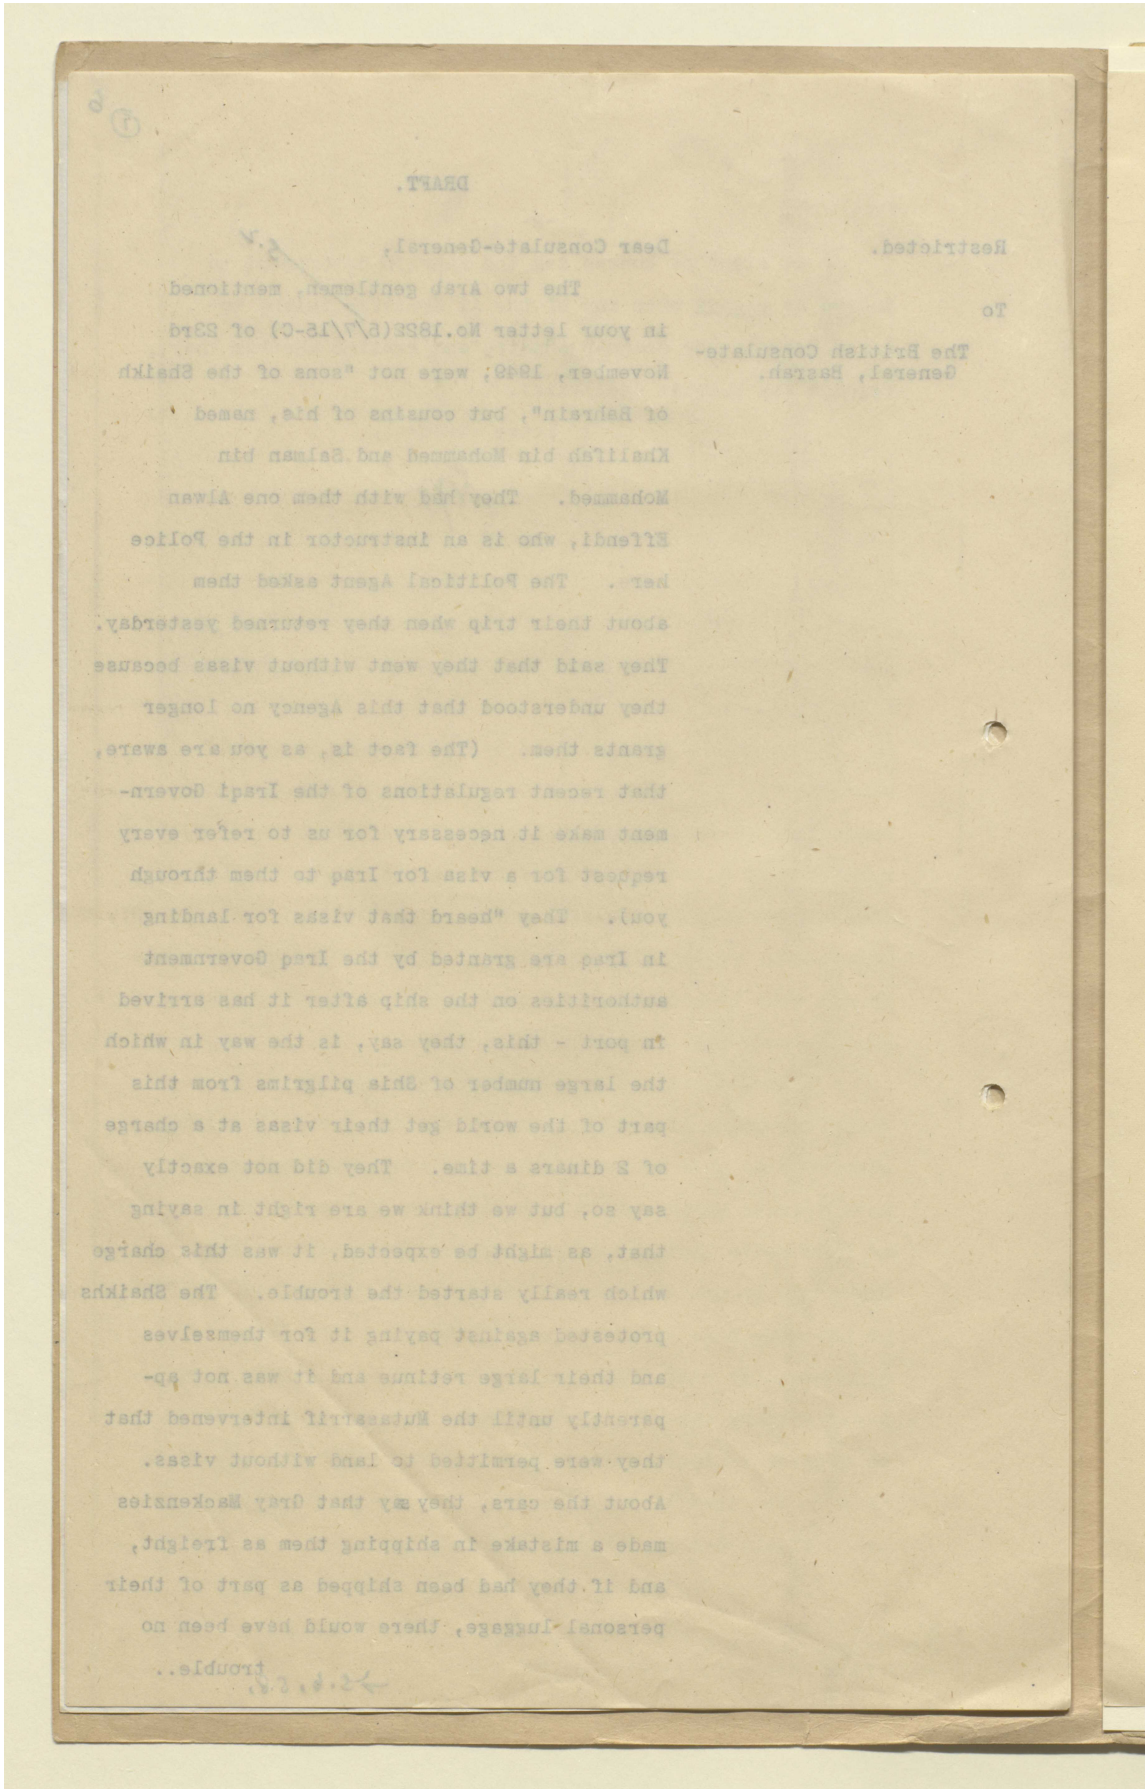 6
1
DRAFT.
Restricted.
To
The British Consulate-
General, Basrah.
Dear Consulate-General,
The two Arab gentlemen, mentioned
in your letter No.1822(5/7/15-C) of 23rd
November, 1949; were not "sons of the Shaikh
of Bahrain", but cousins of his, named
Khalifah bin Mohammed and Salman bin
Mohammed. They had with them one Alwan
Effendi, who is an instructor in the Police
here. The Political Agent asked them
about their trip when they returned yesterday.
They said that they went without visas because
they understood that this Agency no longer
grants them. (The fact is, as you are aware,
that recent regulations of the Iraqi Govern-
ment make it necessary for us to refer every
request for a visa for Iraq to them through
you). They "heard that visas for landing
in Iraq are granted by the Iraq Government
authorities on the ship after it has arrived
in port - this, they say, is the way in which
the large number of Shia pilgrims from this
part of the world get their visas at a charge
of 2 dinars a time. They did not exactly
say so, but we think we are right in saying
that, as might be expected, it was this charge
which really started the trouble. The Shaikhs
protested against paying it for themselves
and their large retinue and it was not ap-
parently until the Mutasarrif intervened that
they were permitted to land without visas.
About the cars, they say that Gray Mackenzies
made a mistake in shipping them as freight,
and if they had been shipped as part of their
personal luggage, there would have been no
trouble..